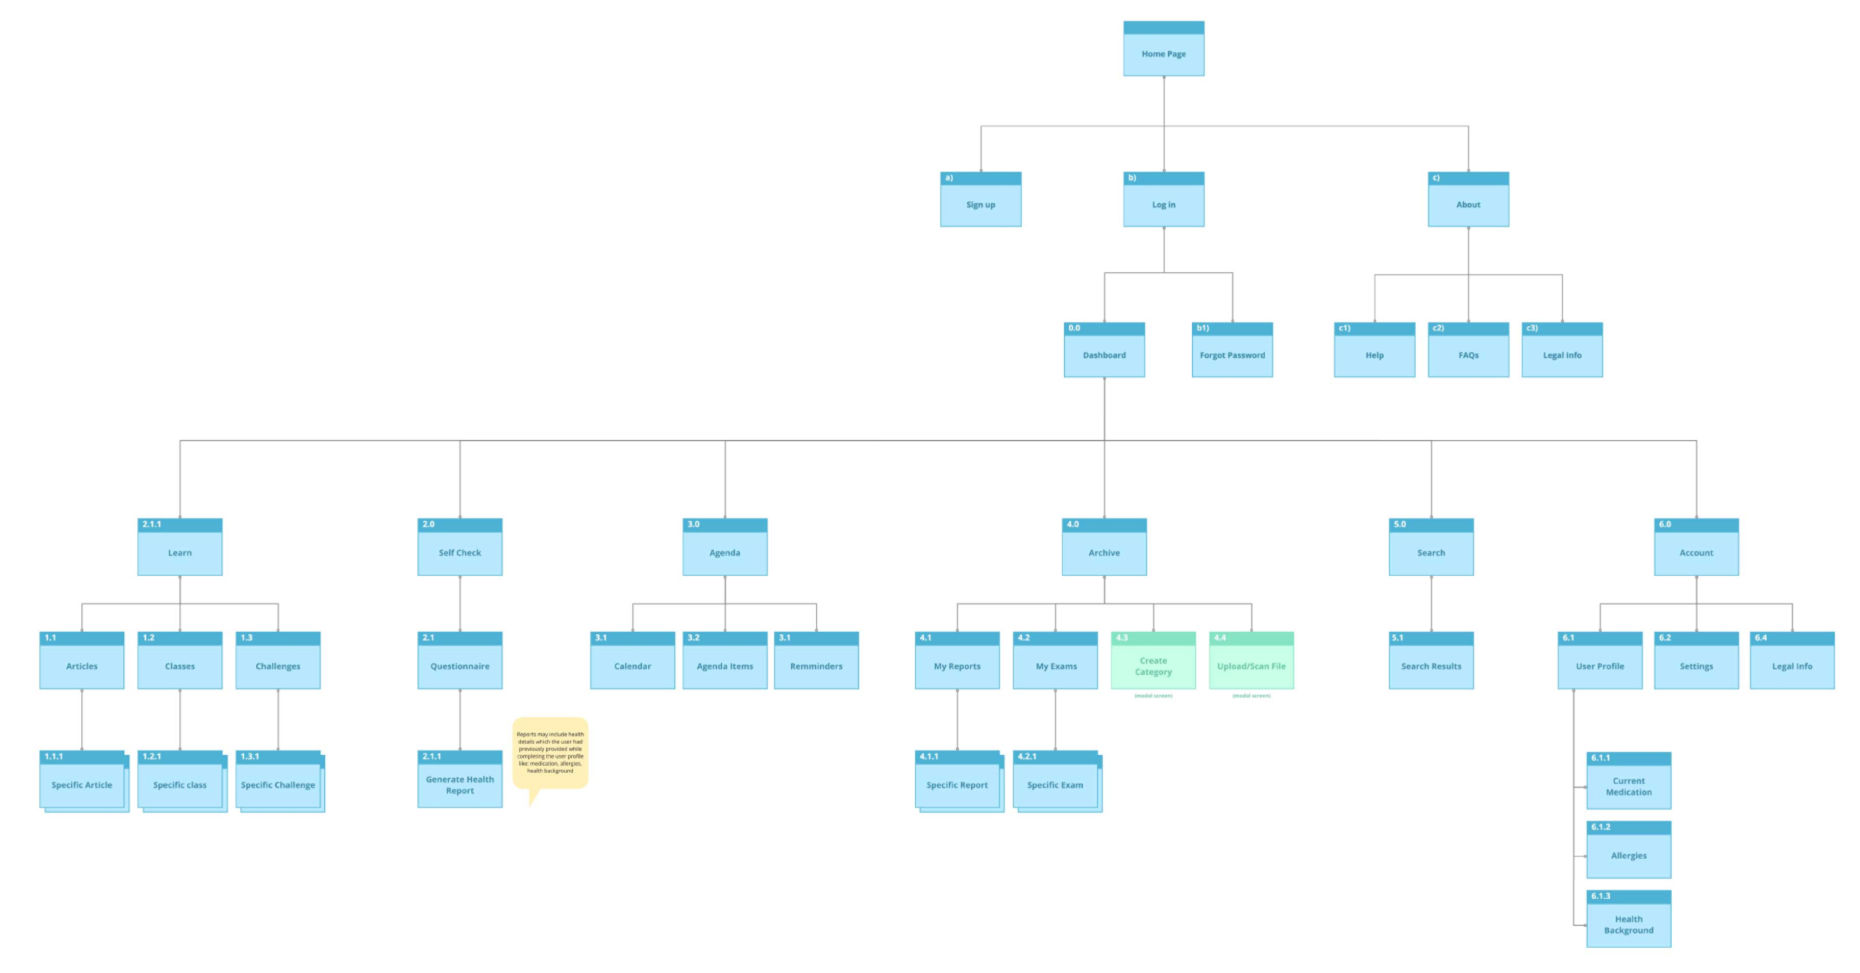 Home Page
a)
Sign up
b)
Log in
c)
About
0.0
Dashboard
b1)
Forgot Password
c1)
Help
c2)
FAQs
c3)
Legal Info
2.1.1
Learn
2.0
Self Check
3.0
Agenda
4.0
Archive
5.0
Search
6.0
Account
1.1
Articles
1.2
Classes
1.3
Challenges
2.1
Questionnaire
3.1
Calendar
3.2
Agenda Items
3.1
Remminders
4.1
My Reports
4.2
My Exams
4.3
Create
Category
(modal screen)
4.4
Upload/Scan File
(modal screen)
5.1
Search Results
6.1
User Profile
6.2
Settings
6.4
Legal Info
1.1.1
Specific Article
1.2.1
Specific class
1.3.1
Specific Challenge
2.1.1
Generate Health
Report
Reports may include health
details which the user had
previously provided while
completing the user profile
like: medication, allergies,
health background
4.1.1
Specific Report
4.2.1
Specific Exam
6.1.1
Current
Medication
6.1.2
Allergies
6.1.3
Health
Background